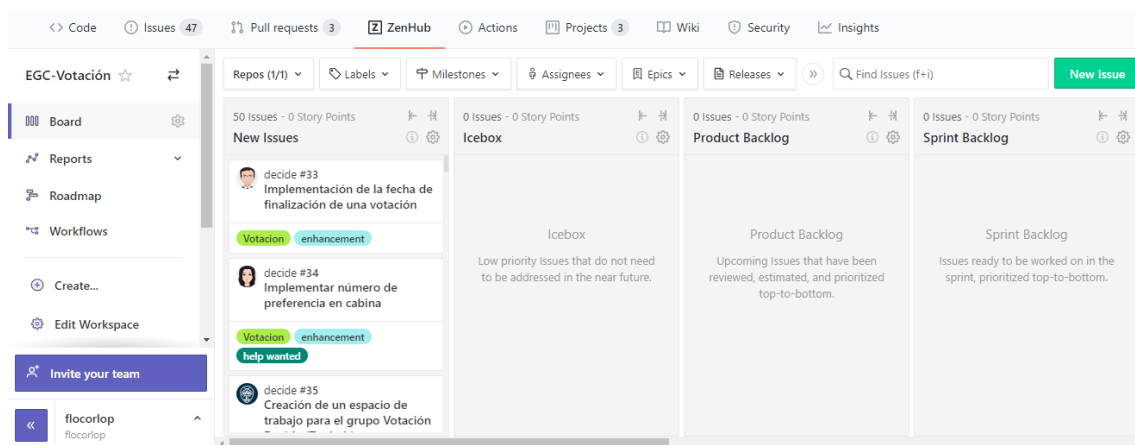 Code Issues 47 Pull requests 3 ZenHub Actions Projects 3 Wiki Security Insights
EGC-Votación
Board
Reports
Roadmap
Workflows
Create...
Edit Workspace
Invite your team
flocorlop
flocorlop
Repos (1/1) Labels Milestones Assignees Epics Releases Find Issues (f+i) New Issue
50 Issues - 0 Story Points
New Issues
decide #33
Implementación de la fecha de
finalización de una votación
Votacion enhancement
decide #34
Implementar número de
preferencia en cabina
Votacion enhancement
help wanted
decide #35
Creación de un espacio de
trabajo para el grupo Votación
0 Issues - 0 Story Points
Icebox
Icebox
Low priority Issues that do not need
to be addressed in the near future.
0 Issues - 0 Story Points
Product Backlog
Product Backlog
Upcoming Issues that have been
reviewed, estimated, and prioritized
top-to-bottom.
0 Issues - 0 Story Points
Sprint Backlog
Sprint Backlog
Issues ready to be worked on in the
sprint, prioritized top-to-bottom.